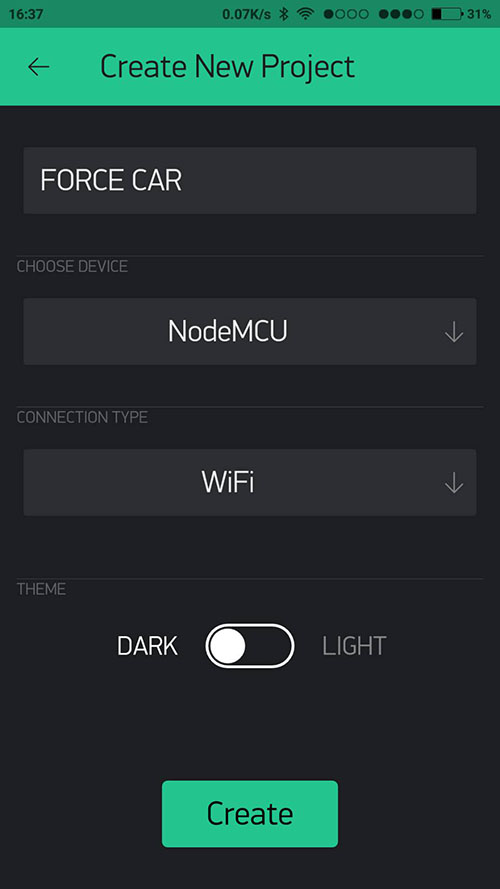 16:37 0.07K/s 31%
Create New Project
FORCE CAR
CHOOSE DEVICE
NodeMCU
CONNECTION TYPE
WiFi
THEME
DARK LIGHT
Create